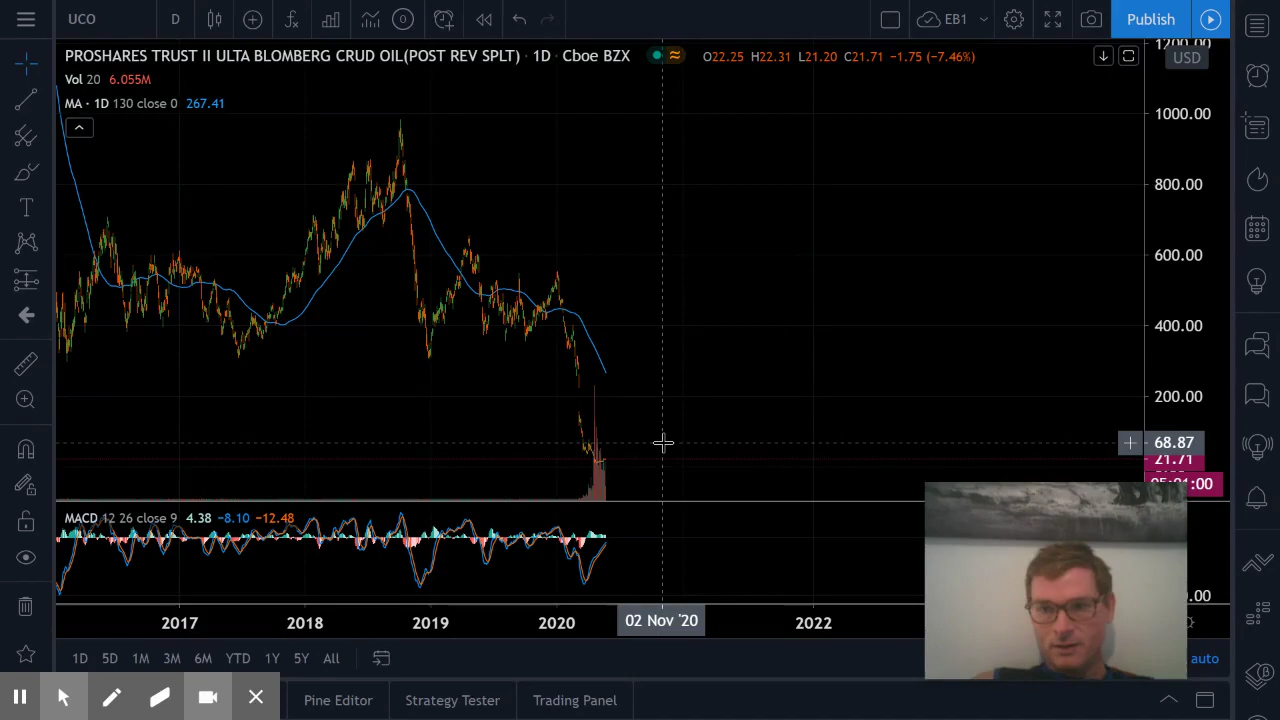 UCO D EB1 Publish
PROSHARES TRUST II ULTA BLOMBERG CRUD OIL(POST REV SPLT) · 1D · Cboe BZX O22.25 H22.31 L21.20 C21.71 −1.75 (−7.46%)
USD
Vol 20 6.055M
MA · 1D 130 close 0 267.41
1000.00
800.00
600.00
400.00
200.00
68.87
21.71
MACD 12 26 close 9 4.38 −8.10 −12.48
2017 2018 2019 2020 02 Nov '20 2022
1D 5D 1M 3M 6M YTD 1Y 5Y All auto
Pine Editor Strategy Tester Trading Panel